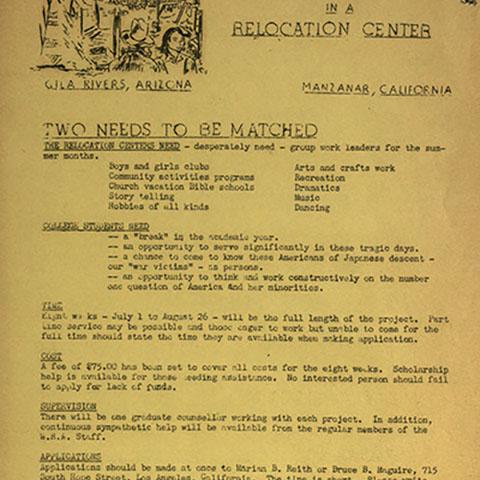 IN A
RELOCATION CENTER
GILA RIVERS, ARIZONA
MANZANAR, CALIFORNIA
TWO NEEDS TO BE MATCHED
THE RELOCATION CENTERS NEED - desperately need - group work leaders for the sum-
mer months.
Boys and girls clubs Arts and crafts work
Community activities programs Recreation
Church vacation Bible schools Dramatics
Story telling Music
Hobbies of all kinds Dancing
COLLEGE STUDENTS NEED
-- a "break" in the academic year.
-- an opportunity to serve significantly in these tragic days.
-- a chance to come to know these Americans of Japanese descent -
our "war victims" - as persons.
-- an opportunity to think and work constructively on the number
one question of America and her minorities.
TIME
Eight weeks - July 1 to August 26 - will be the full length of the project. Part
time service may be possible and those eager to work but unable to come for the
full time should state the time they are available when making application.
COST
A fee of $75.00 has been set to cover all costs for the eight weeks. Scholarship
help is available for those needing assistance. No interested person should fail
to apply for lack of funds.
SUPERVISION
There will be one graduate counsellor working with each project. In addition,
continuous sympathetic help will be available from the regular members of the
W.R.A. Staff.
APPLICATIONS
Applications should be made at once to Marian B. Reith or Bruce B. Maguire, 715
South Hope Street, Los Angeles, California. The time is short. Please write